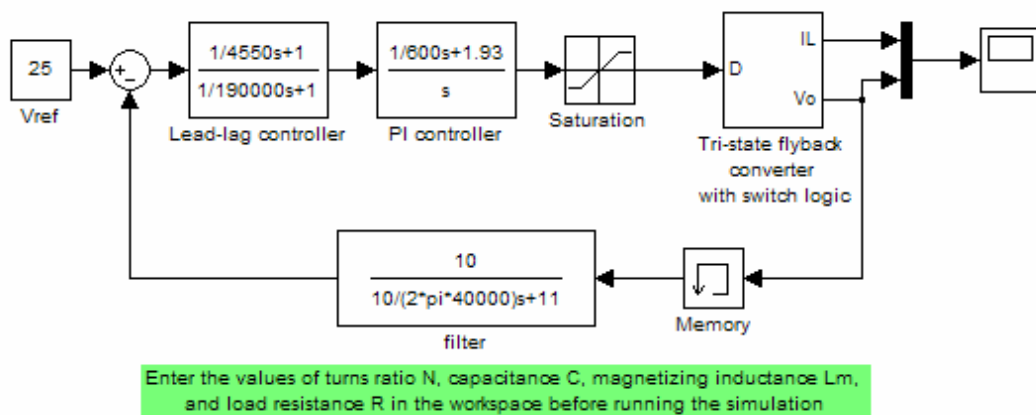 25
Vref
+
-
1/4550s+1
1/190000s+1
Lead-lag controller
1/600s+1.93
s
PI controller
Saturation
D
IL
Vo
Tri-state flyback
converter
with switch logic
10
10/(2*pi*40000)s+11
filter
Memory
Enter the values of turns ratio N, capacitance C, magnetizing inductance Lm,
and load resistance R in the workspace before running the simulation